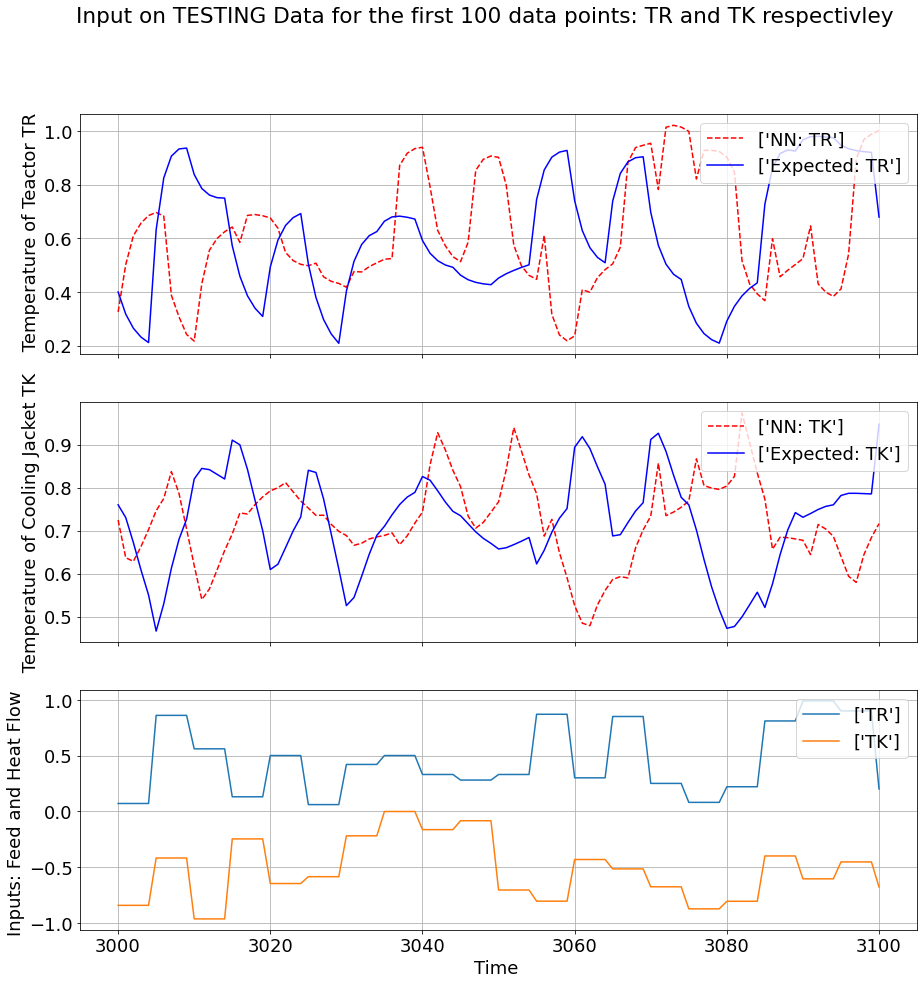 Input on TESTING Data for the first 100 data points: TR and TK respectivley
Temperature of Teactor TR
1.0
0.8
0.6
0.4
0.2
['NN: TR']
['Expected: TR']
Temperature of Cooling Jacket TK
0.9
0.8
0.7
0.6
0.5
['NN: TK']
['Expected: TK']
Inputs: Feed and Heat Flow
1.0
0.5
0.0
−0.5
−1.0
['TR']
['TK']
3000 3020 3040 3060 3080 3100
Time